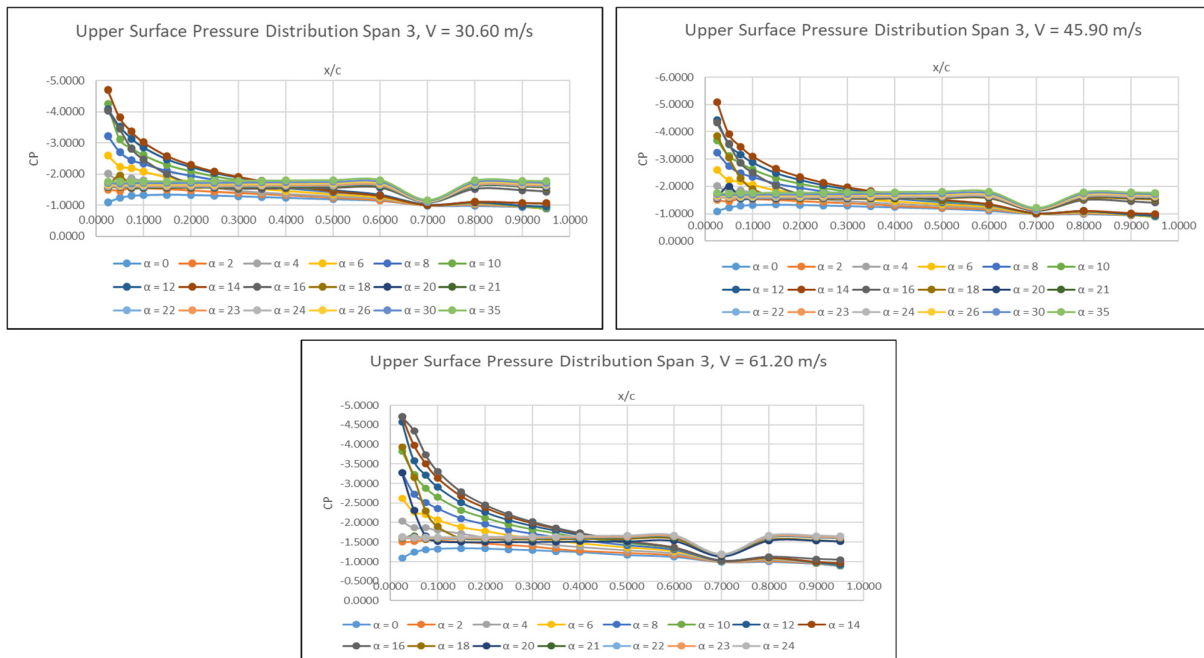 Upper Surface Pressure Distribution Span 3, V = 30.60 m/s
x/c
-5.0000
-4.0000
-3.0000
-2.0000
-1.0000
0.0000
CP
0.0000 0.1000 0.2000 0.3000 0.4000 0.5000 0.6000 0.7000 0.8000 0.9000 1.0000
α = 0 α = 2 α = 4 α = 6 α = 8 α = 10
α = 12 α = 14 α = 16 α = 18 α = 20 α = 21
α = 22 α = 23 α = 24 α = 26 α = 30 α = 35
Upper Surface Pressure Distribution Span 3, V = 45.90 m/s
x/c
-6.0000
-5.0000
-4.0000
-3.0000
-2.0000
-1.0000
0.0000
CP
0.0000 0.1000 0.2000 0.3000 0.4000 0.5000 0.6000 0.7000 0.8000 0.9000 1.0000
α = 0 α = 2 α = 4 α = 6 α = 8 α = 10
α = 12 α = 14 α = 16 α = 18 α = 20 α = 21
α = 22 α = 23 α = 24 α = 26 α = 30 α = 35
Upper Surface Pressure Distribution Span 3, V = 61.20 m/s
x/c
-5.0000
-4.5000
-4.0000
-3.5000
-3.0000
-2.5000
-2.0000
-1.5000
-1.0000
-0.5000
0.0000
CP
0.0000 0.1000 0.2000 0.3000 0.4000 0.5000 0.6000 0.7000 0.8000 0.9000 1.0000
α = 0 α = 2 α = 4 α = 6 α = 8 α = 10 α = 12 α = 14
α = 16 α = 18 α = 20 α = 21 α = 22 α = 23 α = 24